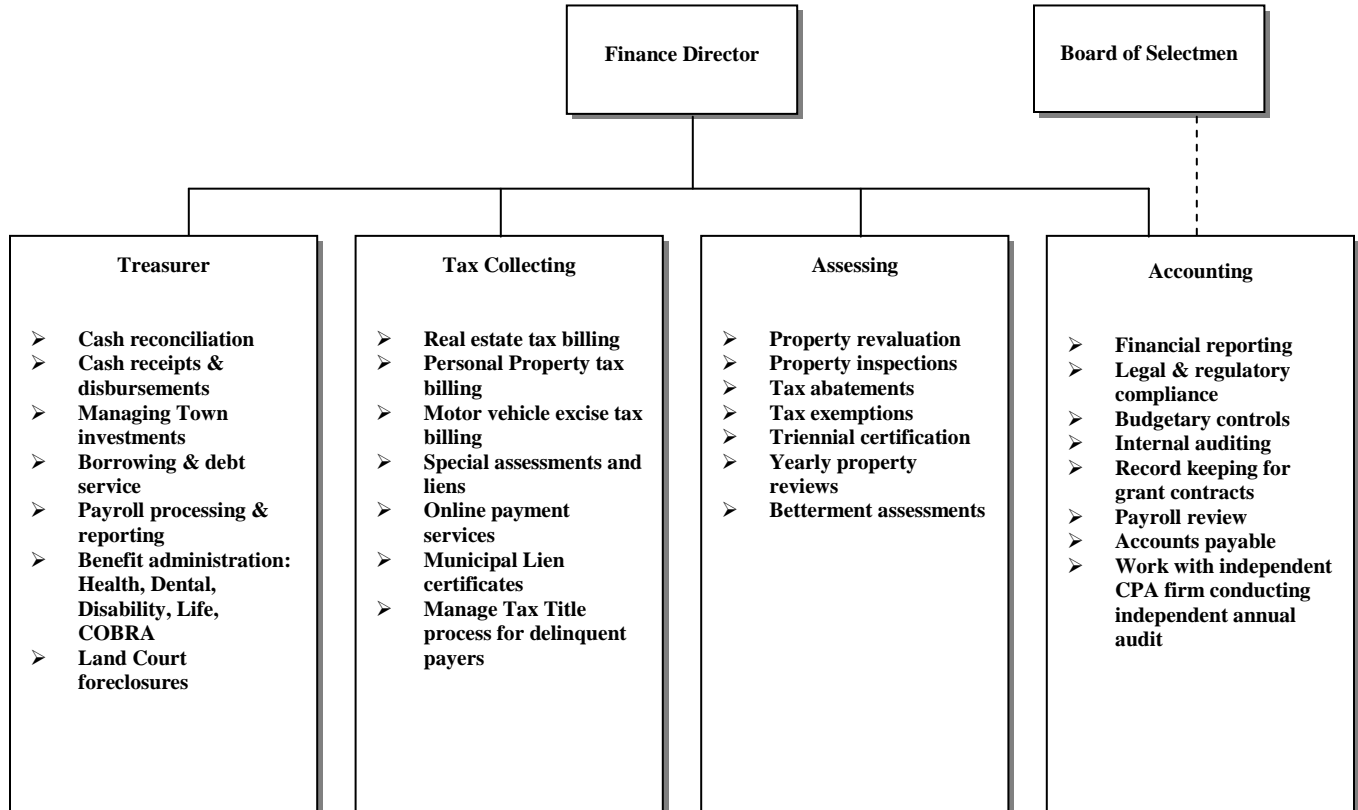 Finance Director
Board of Selectmen
Treasurer
➢ Cash reconciliation
➢ Cash receipts &
disbursements
➢ Managing Town
investments
➢ Borrowing & debt
service
➢ Payroll processing &
reporting
➢ Benefit administration:
Health, Dental,
Disability, Life,
COBRA
➢ Land Court
foreclosures
Tax Collecting
➢ Real estate tax billing
➢ Personal Property tax
billing
➢ Motor vehicle excise tax
billing
➢ Special assessments and
liens
➢ Online payment
services
➢ Municipal Lien
certificates
➢ Manage Tax Title
process for delinquent
payers
Assessing
➢ Property revaluation
➢ Property inspections
➢ Tax abatements
➢ Tax exemptions
➢ Triennial certification
➢ Yearly property
reviews
➢ Betterment assessments
Accounting
➢ Financial reporting
➢ Legal & regulatory
compliance
➢ Budgetary controls
➢ Internal auditing
➢ Record keeping for
grant contracts
➢ Payroll review
➢ Accounts payable
➢ Work with independent
CPA firm conducting
independent annual
audit